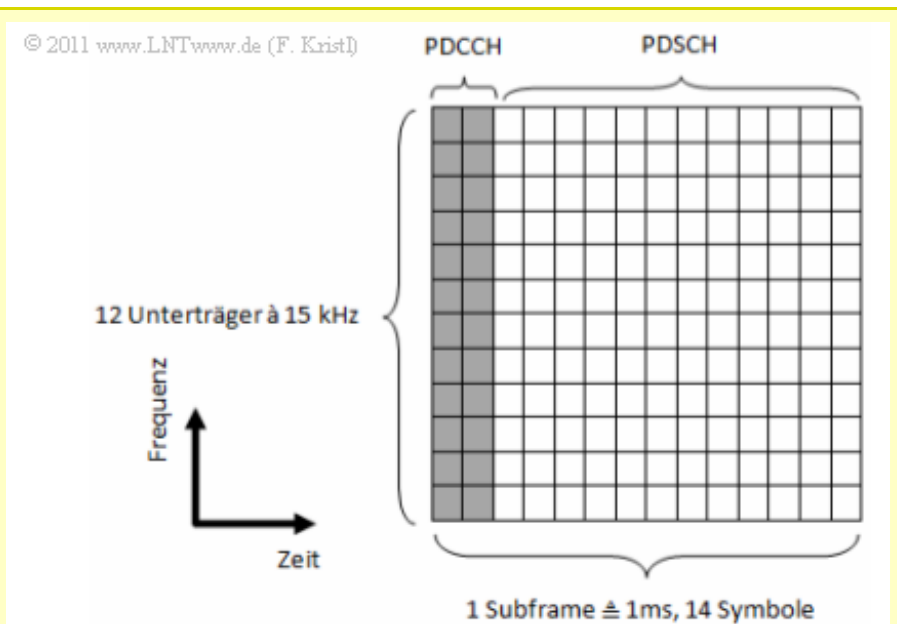 © 2011 www.LNTwww.de (F. Kristl)
PDCCH
PDSCH
12 Unterträger à 15 kHz
Frequenz
Zeit
1 Subframe ≙ 1ms, 14 Symbole